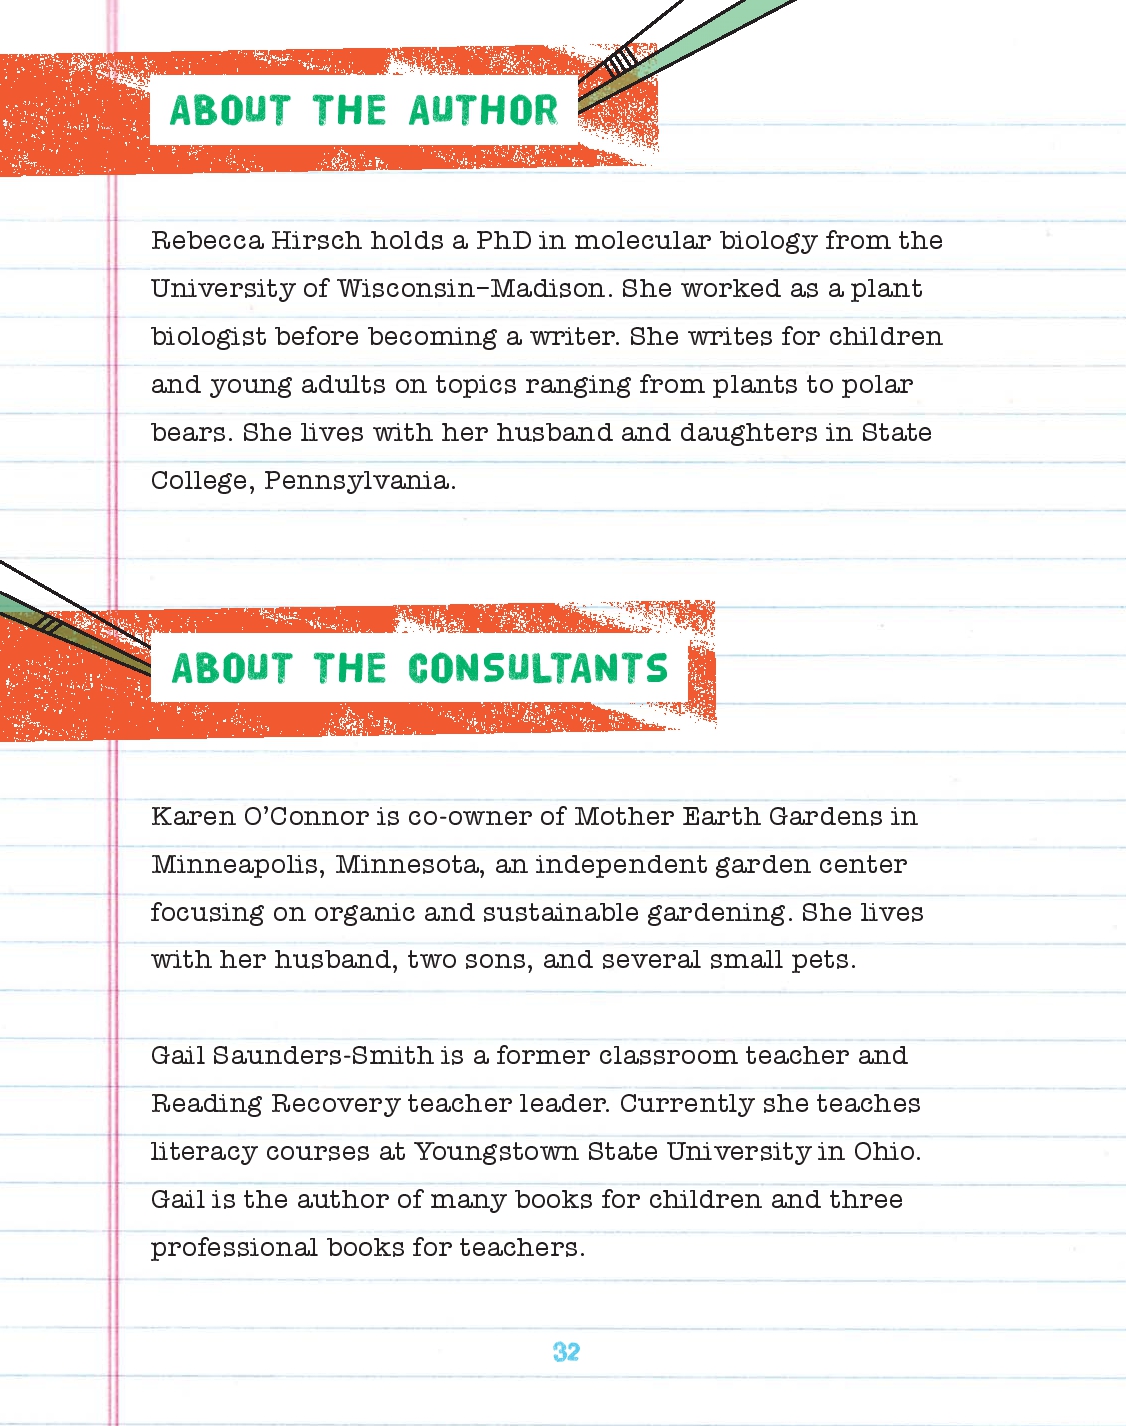 ABOUT THE AUTHOR
Rebecca Hirsch holds a PhD in molecular biology from the
University of Wisconsin–Madison. She worked as a plant
biologist before becoming a writer. She writes for children
and young adults on topics ranging from plants to polar
bears. She lives with her husband and daughters in State
College, Pennsylvania.
ABOUT THE CONSULTANTS
Karen O’Connor is co-owner of Mother Earth Gardens in
Minneapolis, Minnesota, an independent garden center
focusing on organic and sustainable gardening. She lives
with her husband, two sons, and several small pets.
Gail Saunders-Smith is a former classroom teacher and
Reading Recovery teacher leader. Currently she teaches
literacy courses at Youngstown State University in Ohio.
Gail is the author of many books for children and three
professional books for teachers.
32